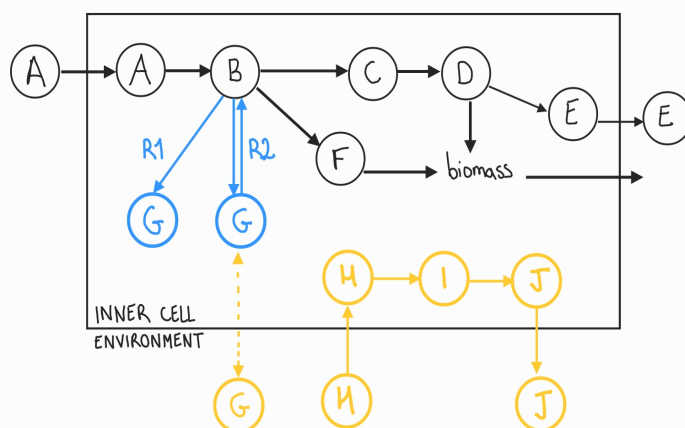 A A B C D E E
R1 R2 F biomass
G G
H I J
INNER CELL
ENVIRONMENT
G H J